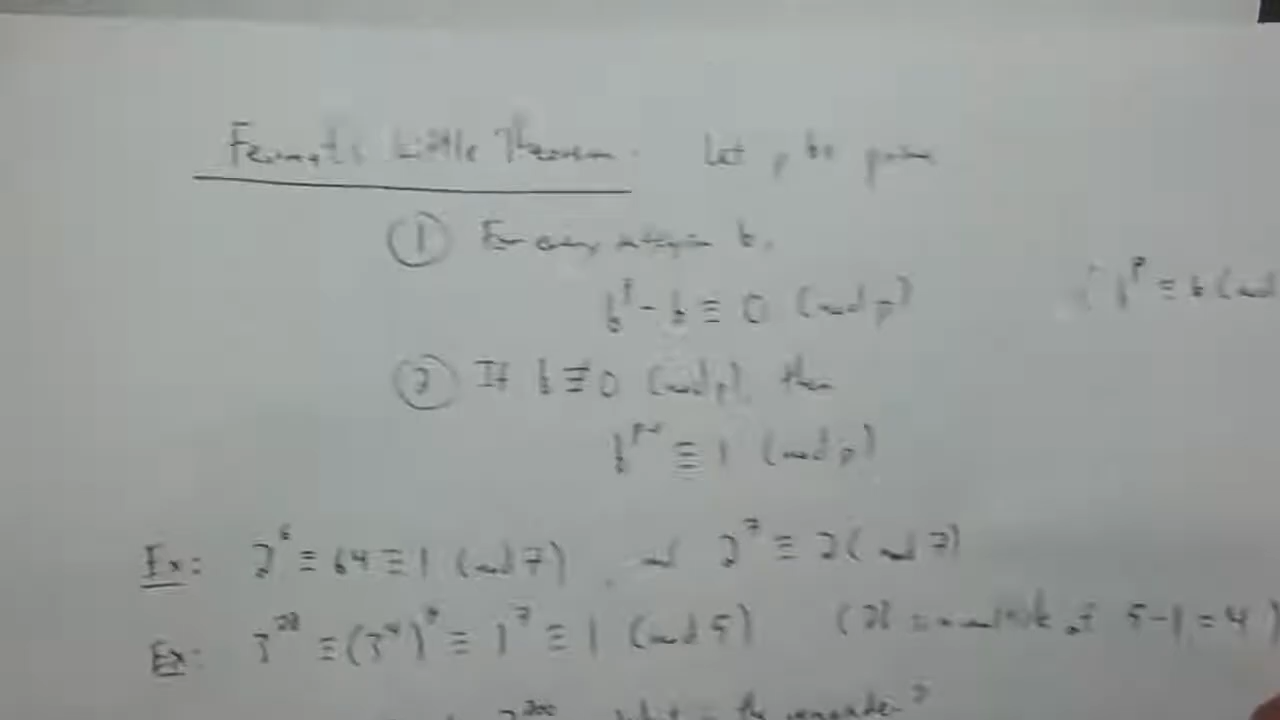 Fermat's Little Theorem. Let p be prime
① For every integer b,
b^p - b ≡ 0 (mod p) b^p ≡ b (mod
② If b ≢ 0 (mod p), then
b^{p-1} ≡ 1 (mod p)
Ex: 2^6 ≡ 64 ≡ 1 (mod 7), and 2^7 ≡ 2 (mod 7)
Ex: 3^{28} ≡ (3^4)^7 ≡ 1^7 ≡ 1 (mod 5) (28 = a multiple of 5-1=4)
2^{200} What is the remainder?